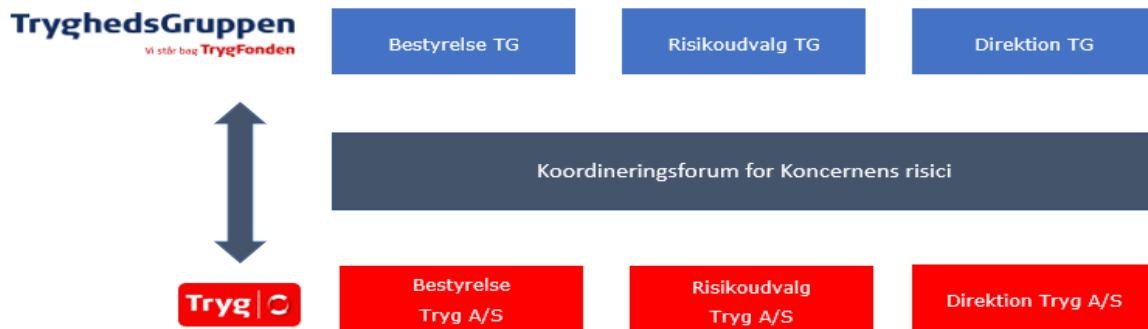 TryghedsGruppen
Vi står bag TrygFonden
Bestyrelse TG
Risikoudvalg TG
Direktion TG
Koordineringsforum for Koncernens risici
Tryg
Bestyrelse
Tryg A/S
Risikoudvalg
Tryg A/S
Direktion Tryg A/S